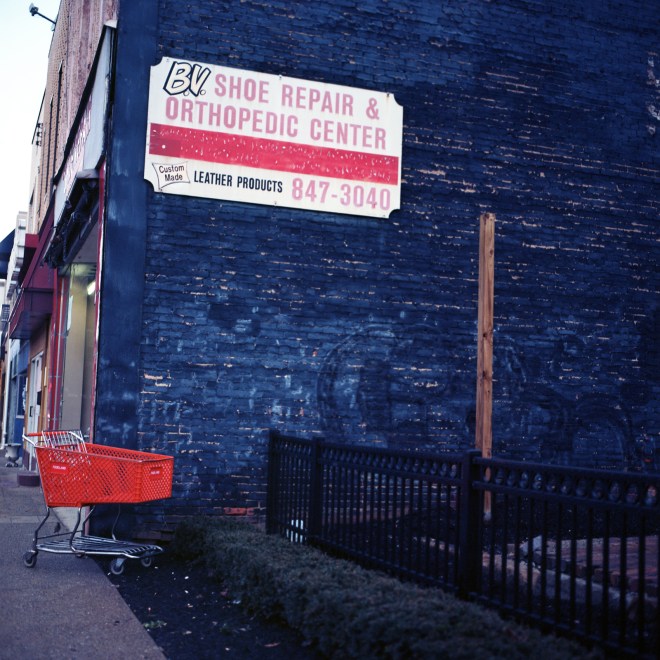 B.V. SHOE REPAIR &
ORTHOPEDIC CENTER
Custom
Made
LEATHER PRODUCTS 847-3040